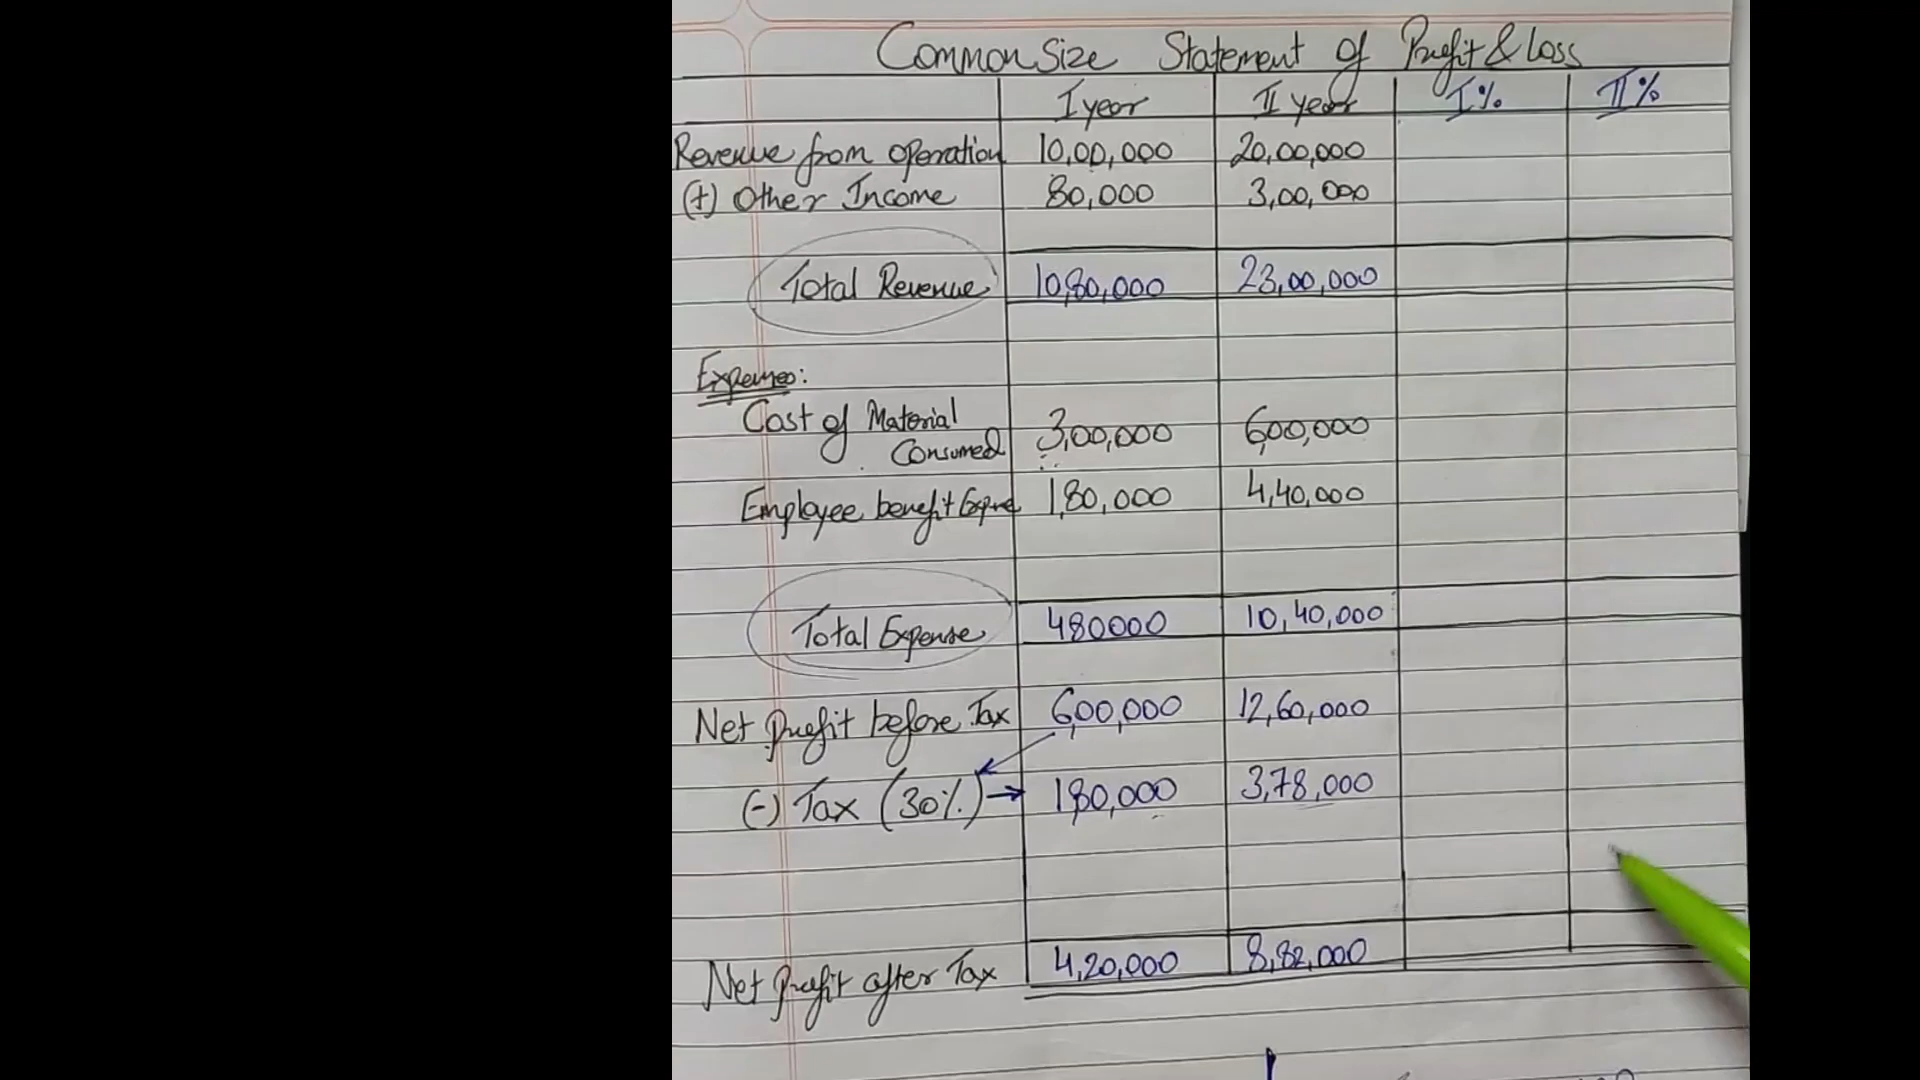 Common Size Statement of Profit & Loss
I year II year I% II%
Revenue from operation 10,00,000 20,00,000
(+) Other Income 80,000 3,00,000
Total Revenue 10,80,000 23,00,000
Expenses:
Cost of Material
Consumed 3,00,000 6,00,000
Employee benefit Expne 1,80,000 4,40,000
Total Expense 480000 10,40,000
Net Profit before Tax 6,00,000 12,60,000
(-) Tax (30%) → 1,80,000 3,78,000
Net Profit after Tax 4,20,000 8,82,000